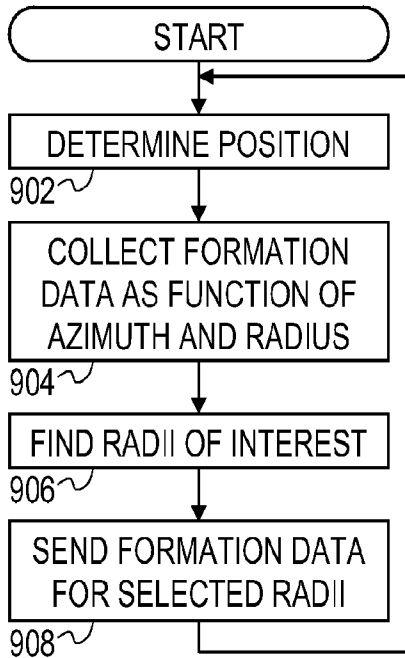 START
DETERMINE POSITION
902
COLLECT FORMATION
DATA AS FUNCTION OF
AZIMUTH AND RADIUS
904
FIND RADII OF INTEREST
906
SEND FORMATION DATA
FOR SELECTED RADII
908